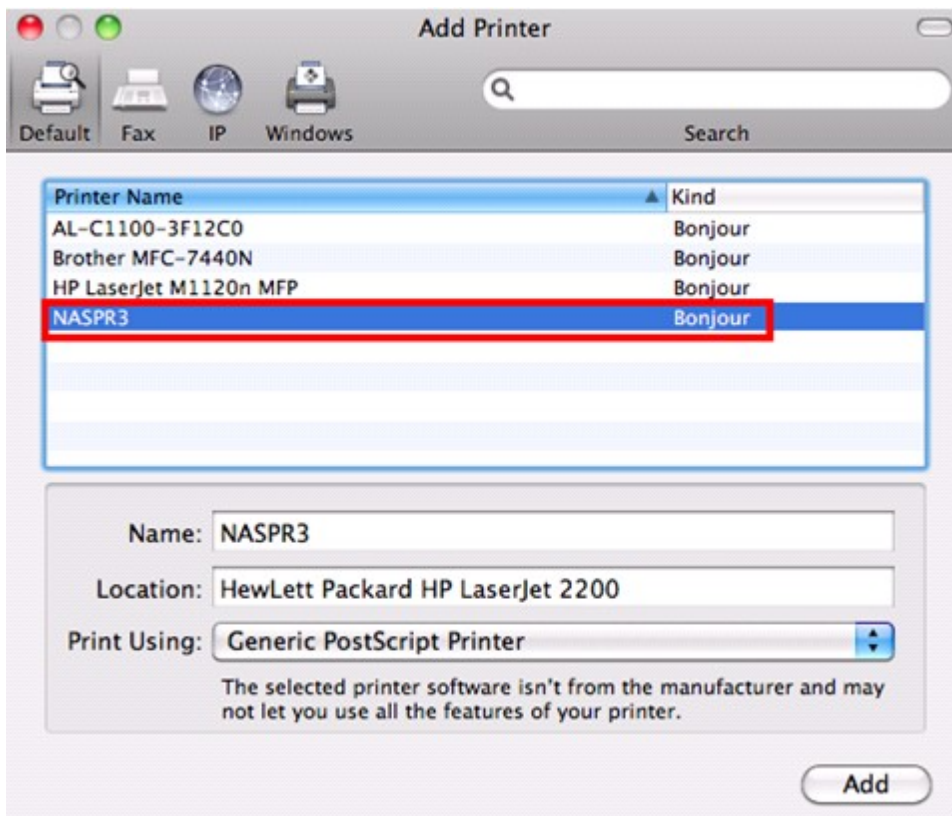 Add Printer
Default Fax IP Windows Search
Printer Name Kind
AL-C1100-3F12C0 Bonjour
Brother MFC-7440N Bonjour
HP LaserJet M1120n MFP Bonjour
NASPR3 Bonjour
Name: NASPR3
Location: HewLett Packard HP LaserJet 2200
Print Using: Generic PostScript Printer
The selected printer software isn't from the manufacturer and may
not let you use all the features of your printer.
Add